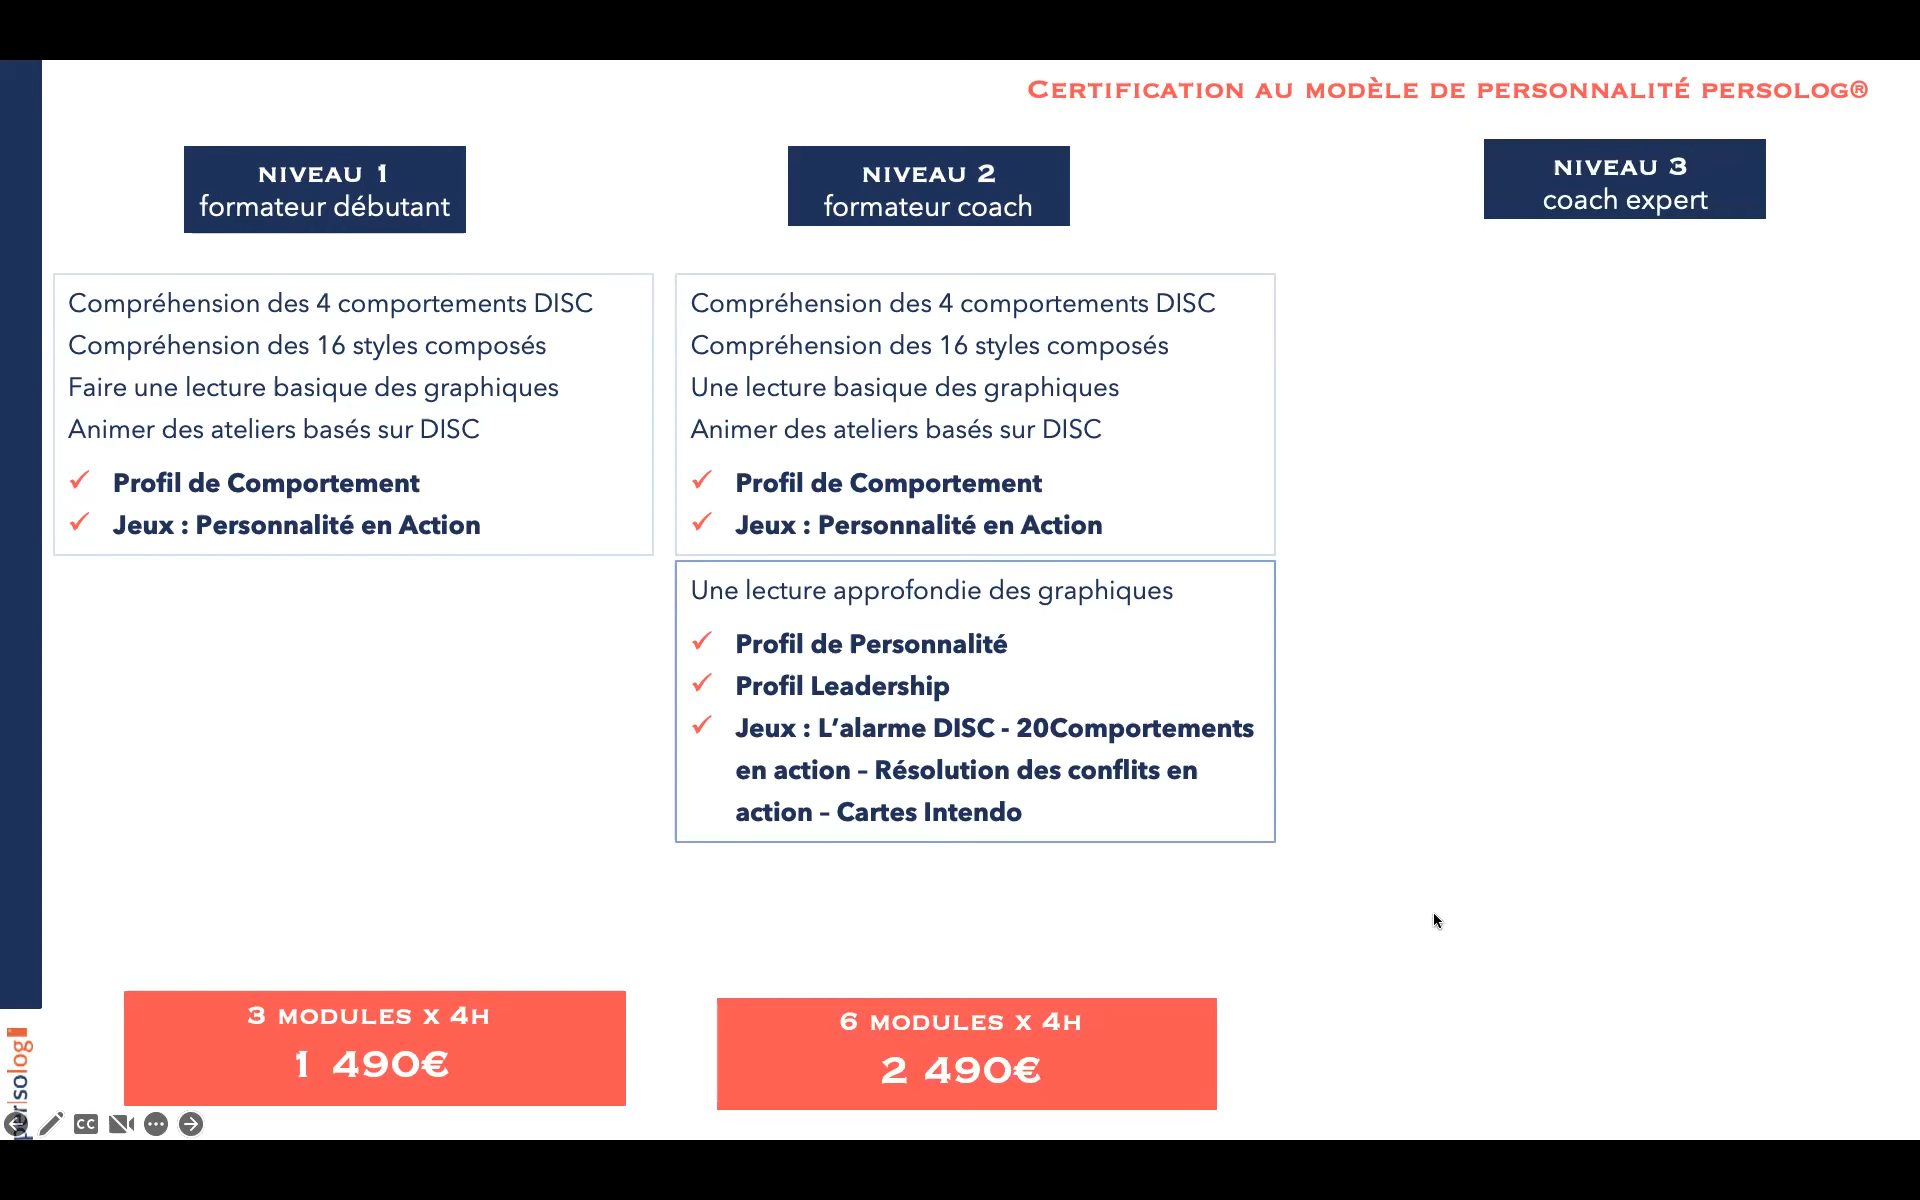 CERTIFICATION AU MODÈLE DE PERSONNALITÉ PERSOLOG®
NIVEAU 1
formateur débutant
NIVEAU 2
formateur coach
NIVEAU 3
coach expert
Compréhension des 4 comportements DISC
Compréhension des 16 styles composés
Faire une lecture basique des graphiques
Animer des ateliers basés sur DISC
✓ Profil de Comportement
✓ Jeux : Personnalité en Action
Compréhension des 4 comportements DISC
Compréhension des 16 styles composés
Une lecture basique des graphiques
Animer des ateliers basés sur DISC
✓ Profil de Comportement
✓ Jeux : Personnalité en Action
Une lecture approfondie des graphiques
✓ Profil de Personnalité
✓ Profil Leadership
✓ Jeux : L’alarme DISC - 20Comportements
en action – Résolution des conflits en
action – Cartes Intendo
3 MODULES X 4H
1 490€
6 MODULES X 4H
2 490€
persolog
CC